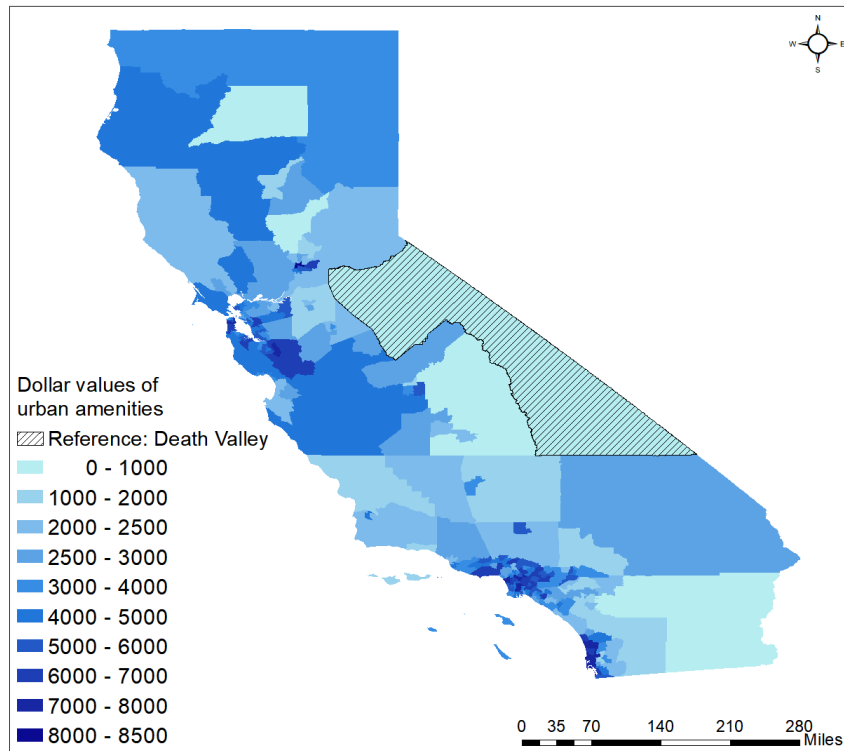 N
W E
S
Dollar values of
urban amenities
Reference: Death Valley
0 - 1000
1000 - 2000
2000 - 2500
2500 - 3000
3000 - 4000
4000 - 5000
5000 - 6000
6000 - 7000
7000 - 8000
8000 - 8500
0 35 70 140 210 280
Miles